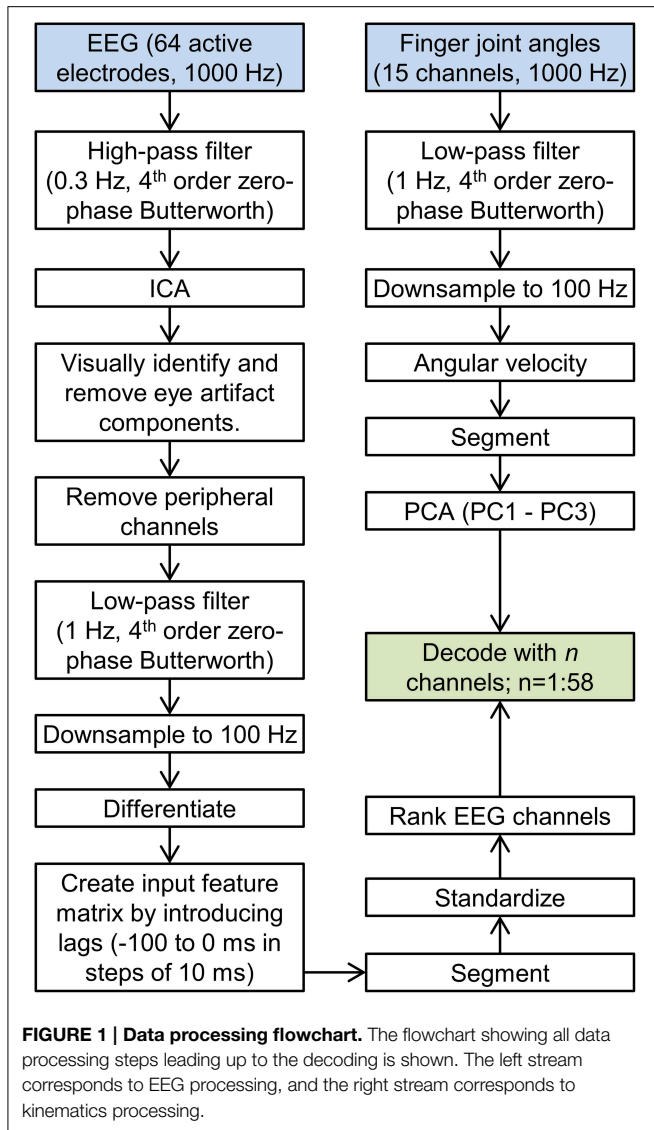 EEG (64 active
electrodes, 1000 Hz)
High-pass filter
(0.3 Hz, 4th order zero-
phase Butterworth)
ICA
Visually identify and
remove eye artifact
components.
Remove peripheral
channels
Low-pass filter
(1 Hz, 4th order zero-
phase Butterworth)
Downsample to 100 Hz
Differentiate
Create input feature
matrix by introducing
lags (-100 to 0 ms in
steps of 10 ms)
Finger joint angles
(15 channels, 1000 Hz)
Low-pass filter
(1 Hz, 4th order zero-
phase Butterworth)
Downsample to 100 Hz
Angular velocity
Segment
PCA (PC1 - PC3)
Decode with n
channels; n=1:58
Rank EEG channels
Standardize
Segment
FIGURE 1 | Data processing flowchart. The flowchart showing all data
processing steps leading up to the decoding is shown. The left stream
corresponds to EEG processing, and the right stream corresponds to
kinematics processing.